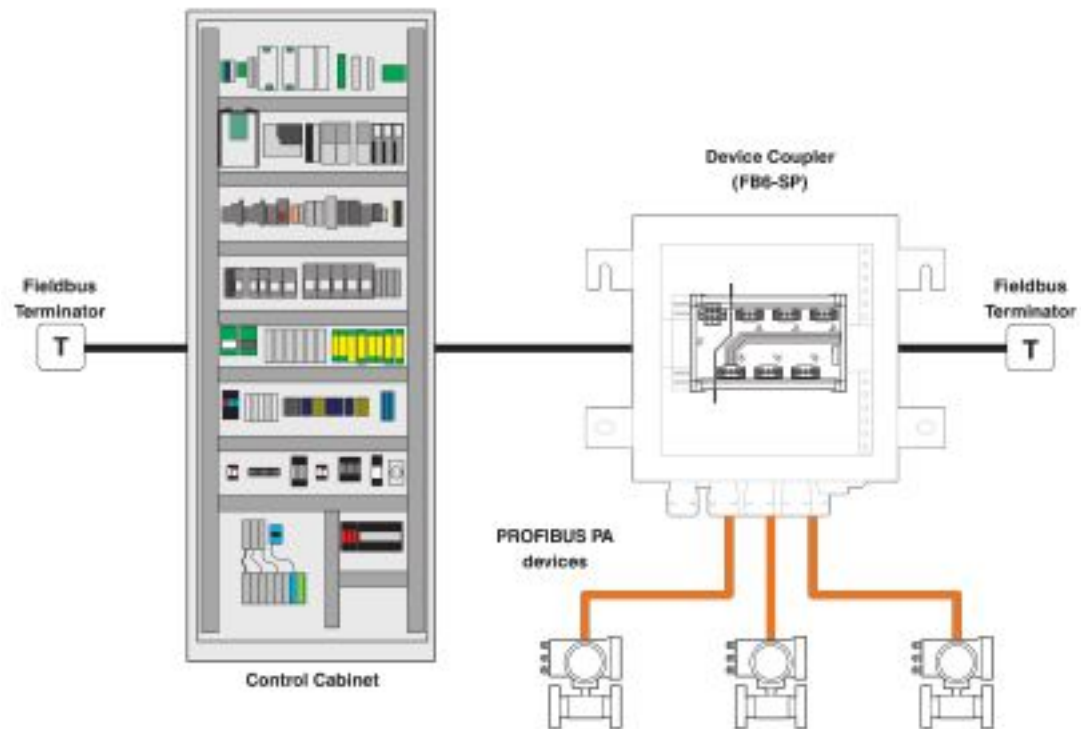 Device Coupler
(FB6-SP)
Fieldbus
Terminator
T
Fieldbus
Terminator
T
PROFIBUS PA
devices
Control Cabinet